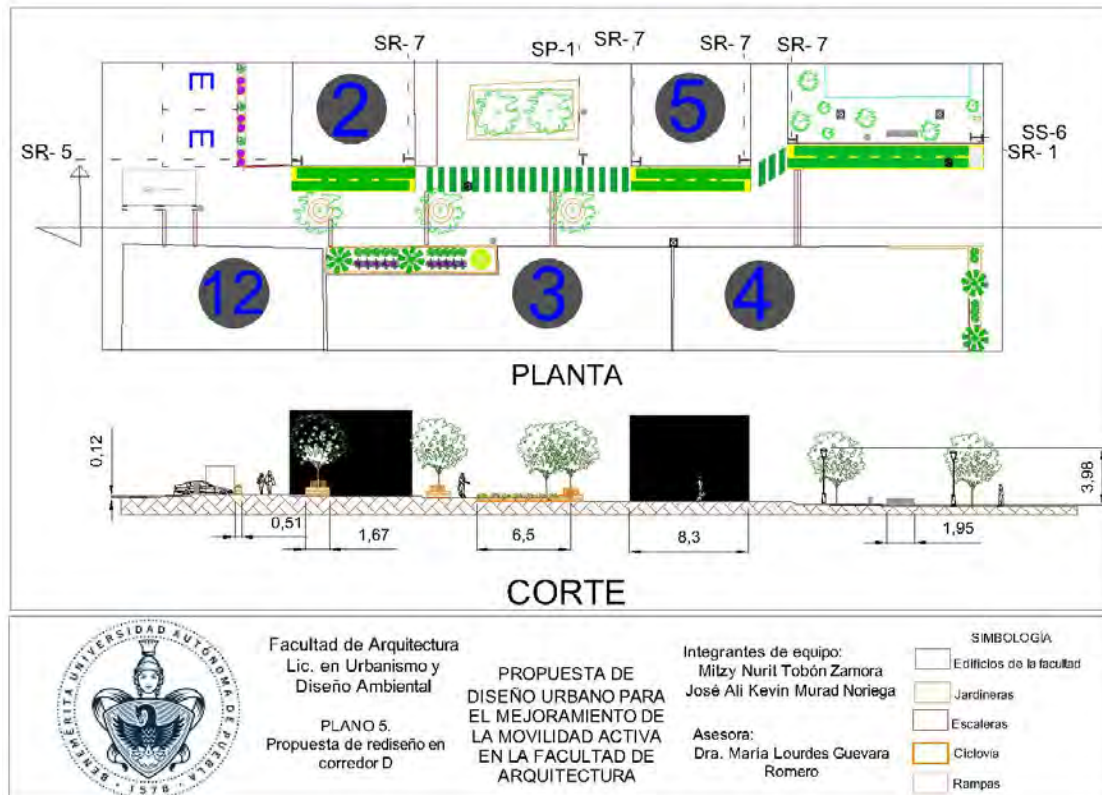 SR- 7
SP-1
SR- 7
SR- 7
SR- 7
E
E
2
5
SS-6
SR- 5
SR- 1
12
3
4
PLANTA
0,12
0,51
1,67
6,5
8,3
1,95
3,98
CORTE
BENEMÉRITA UNIVERSIDAD AUTÓNOMA DE PUEBLA
1578
Facultad de Arquitectura
Lic. en Urbanismo y
Diseño Ambiental
PLANO 5.
Propuesta de rediseño en
corredor D
PROPUESTA DE
DISEÑO URBANO PARA
EL MEJORAMIENTO DE
LA MOVILIDAD ACTIVA
EN LA FACULTAD DE
ARQUITECTURA
Integrantes de equipo:
Mitzy Nuril Tobón Zamora
José Ali Kevin Murad Noriega
Asesora:
Dra. María Lourdes Guevara
Romero
SIMBOLOGÍA
Edificios de la facultad
Jardineras
Escaleras
Ciclovía
Rampas